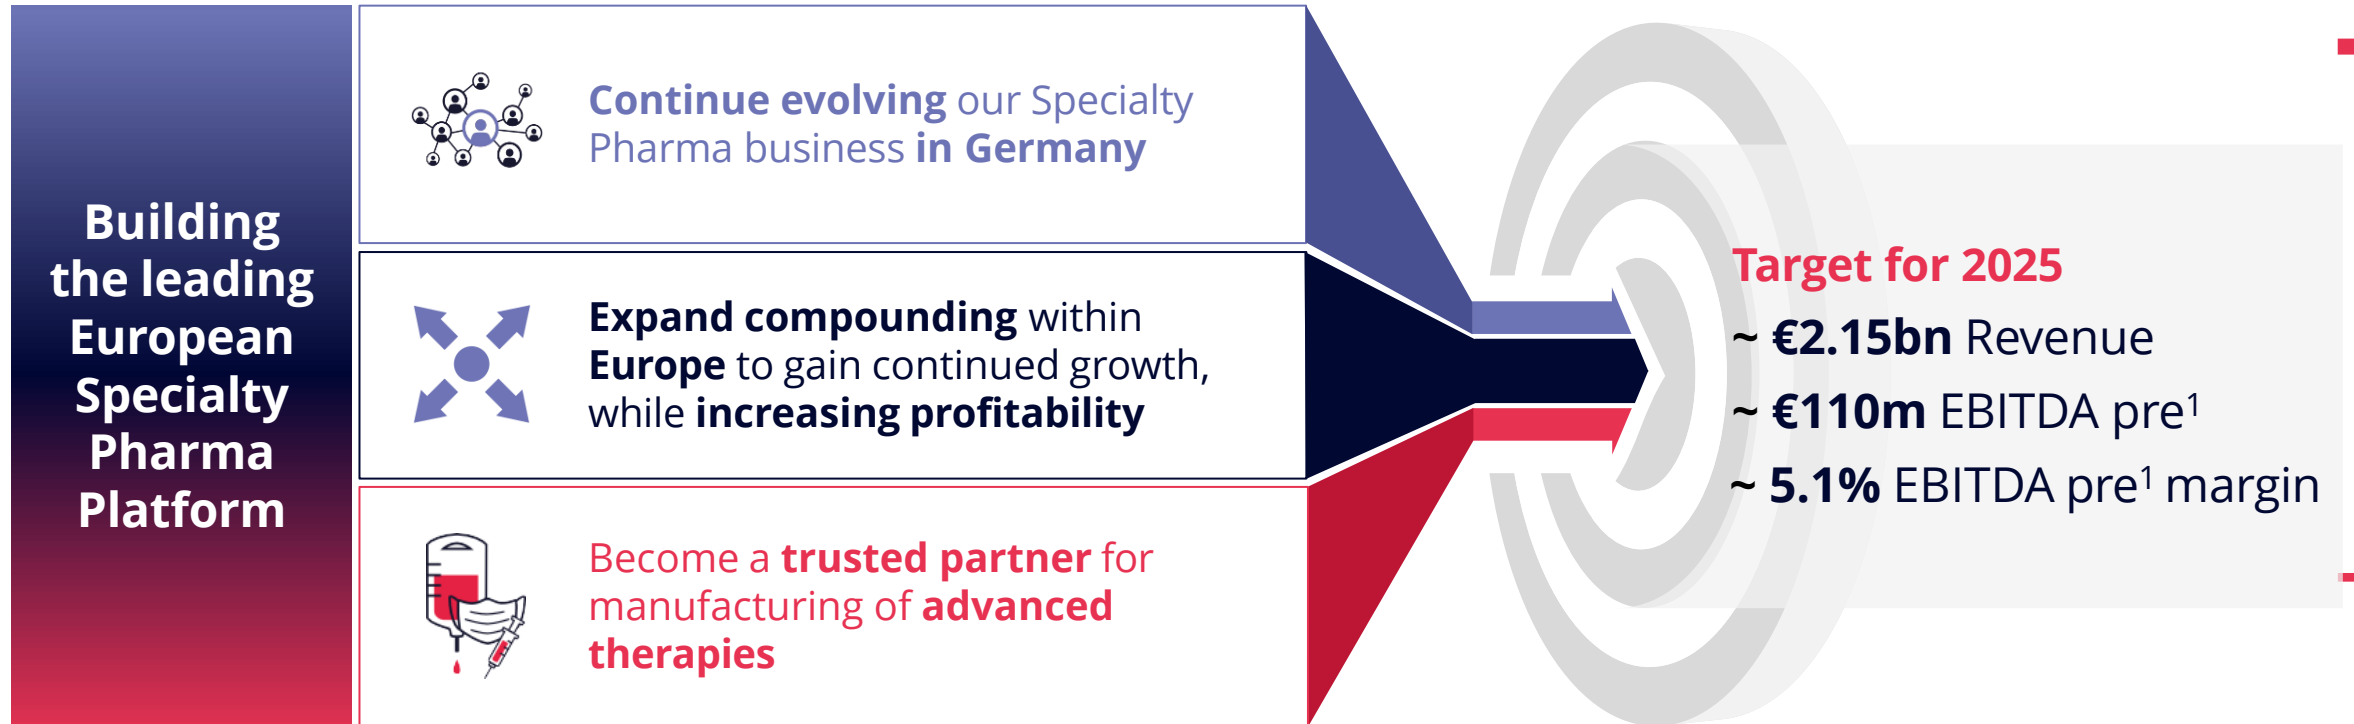 Building
the leading
European
Specialty
Pharma
Platform
Continue evolving our Specialty
Pharma business in Germany
Expand compounding within
Europe to gain continued growth,
while increasing profitability
Become a trusted partner for
manufacturing of advanced
therapies
Target for 2025
~ €2.15bn Revenue
~ €110m EBITDA pre¹
~ 5.1% EBITDA pre¹ margin